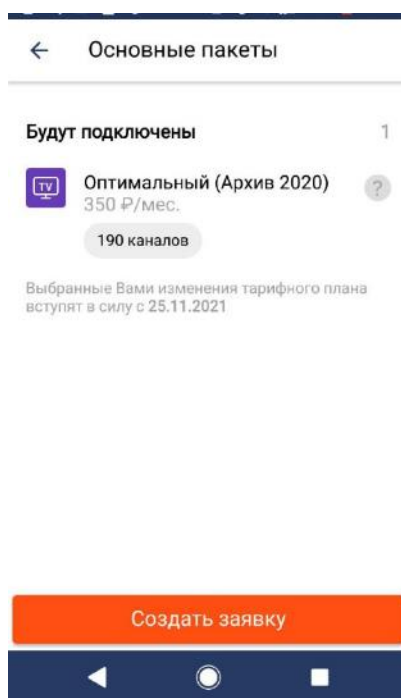 Основные пакеты
Будут подключены 1
TV Оптимальный (Архив 2020) ?
350 ₽/мес.
190 каналов
Выбранные Вами изменения тарифного плана
вступят в силу с 25.11.2021
Создать заявку